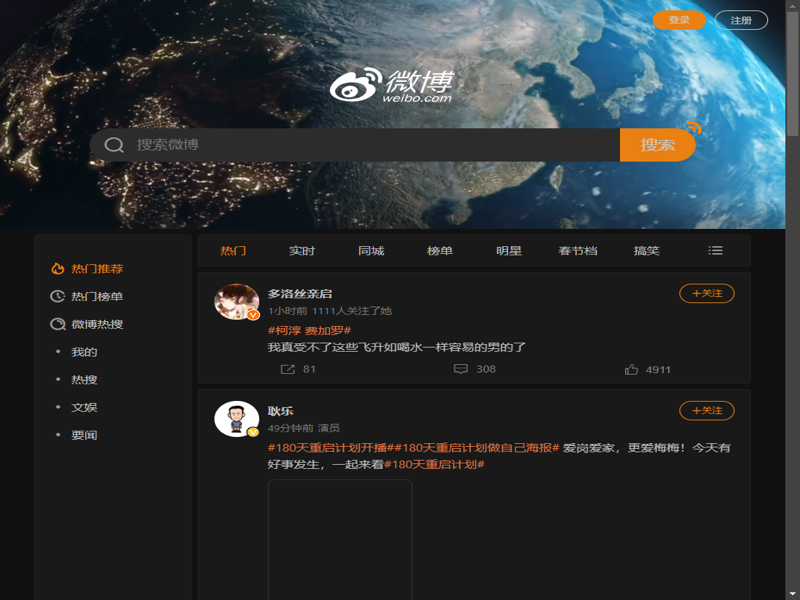 登录
注册
微博
weibo.com
搜索微博
搜索
热门 实时 同城 榜单 明星 春节档 搞笑
热门推荐
热门榜单
微博热搜
我的
热搜
文娱
要闻
多洛丝亲启
+关注
1小时前 1111人关注了她
#柯淳 费加罗#
我真受不了这些飞升如喝水一样容易的男的了
81 308 4911
耿乐
+关注
49分钟前 演员
#180天重启计划开播##180天重启计划做自己海报# 爱岗爱家，更爱梅梅！今天有
好事发生，一起来看#180天重启计划#